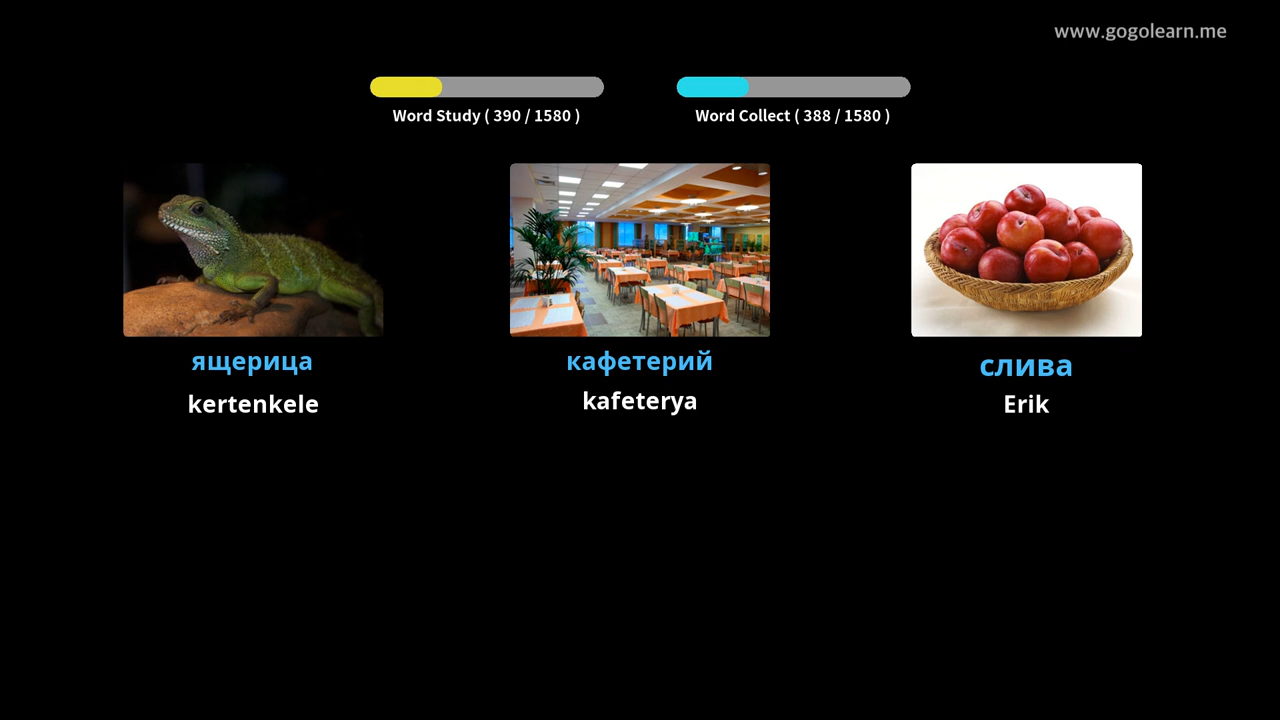 www.gogolearn.me
Word Study ( 390 / 1580 )
Word Collect ( 388 / 1580 )
ящерица
kertenkele
кафетерий
kafeterya
слива
Erik